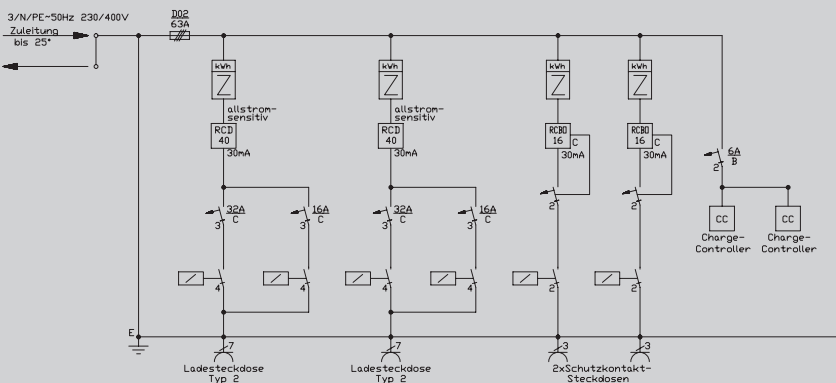 3/N/PE~50Hz 230/400V
D02
63A
Zuleitung
bis 25°
kWh
Z
kWh
Z
kWh
Z
kWh
Z
allstrom-
sensitiv
allstrom-
sensitiv
RCD
40
30mA
RCD
40
30mA
RCBO
16
C
30mA
RCBO
16
C
30mA
6A
B
2
32A
C
3
16A
C
3
32A
C
3
16A
C
3
2
2
CC
CC
Charge-
Controller
Charge-
Controller
4
4
4
4
2
2
E
7
7
3
3
Ladesteckdose
Typ 2
Ladesteckdose
Typ 2
2xSchutzkontakt-
Steckdosen